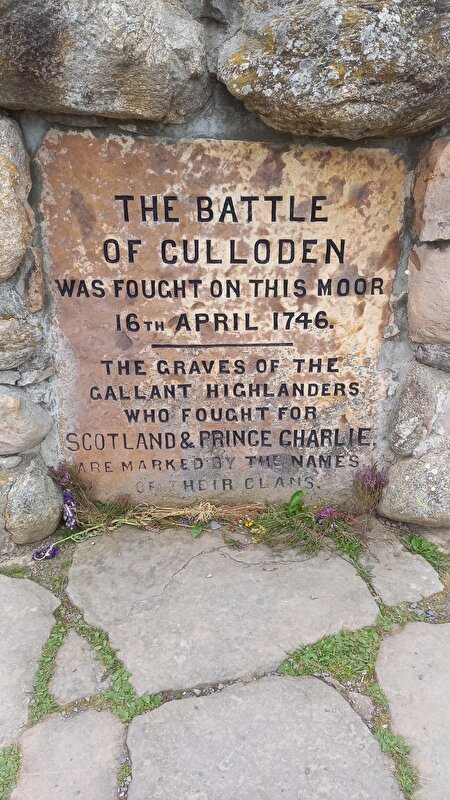 THE BATTLE
OF CULLODEN
WAS FOUGHT ON THIS MOOR
16TH APRIL 1746.
THE GRAVES OF THE
GALLANT HIGHLANDERS
WHO FOUGHT FOR
SCOTLAND & PRINCE CHARLIE,
ARE MARKED BY THE NAMES
OF THEIR CLANS.